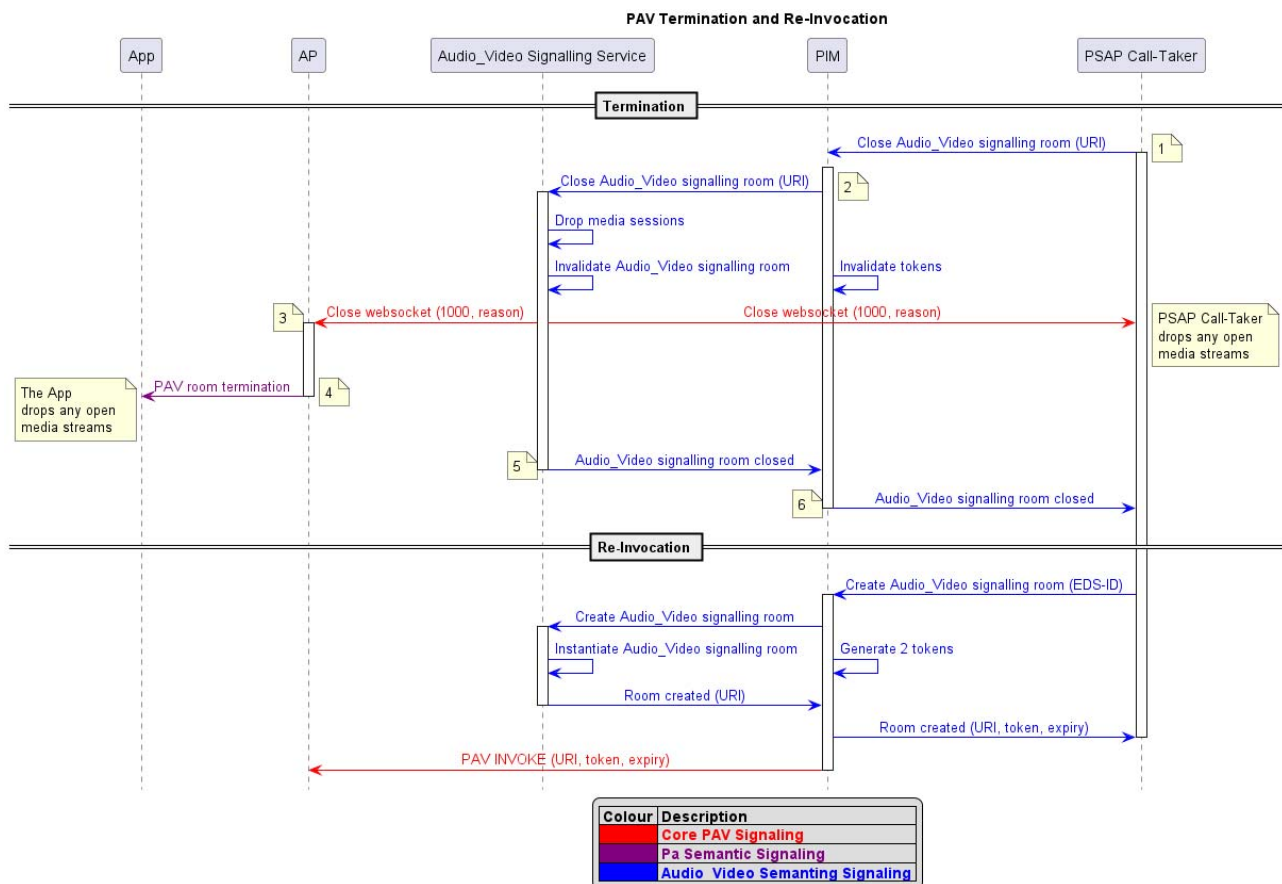 PAV Termination and Re-Invocation
App
AP
Audio_Video Signalling Service
PIM
PSAP Call-Taker
Termination
Close Audio_Video signalling room (URI)
1
Close Audio_Video signalling room (URI)
2
Drop media sessions
Invalidate Audio_Video signalling room
Invalidate tokens
3
Close websocket (1000, reason)
Close websocket (1000, reason)
PSAP Call-Taker
drops any open
media streams
The App
drops any open
media streams
PAV room termination
4
5
Audio_Video signalling room closed
6
Audio_Video signalling room closed
Re-Invocation
Create Audio_Video signalling room (EDS-ID)
Create Audio_Video signalling room
Instantiate Audio_Video signalling room
Generate 2 tokens
Room created (URI)
Room created (URI, token, expiry)
PAV INVOKE (URI, token, expiry)
Colour Description
Core PAV Signaling
Pa Semantic Signaling
Audio_Video Semanting Signaling